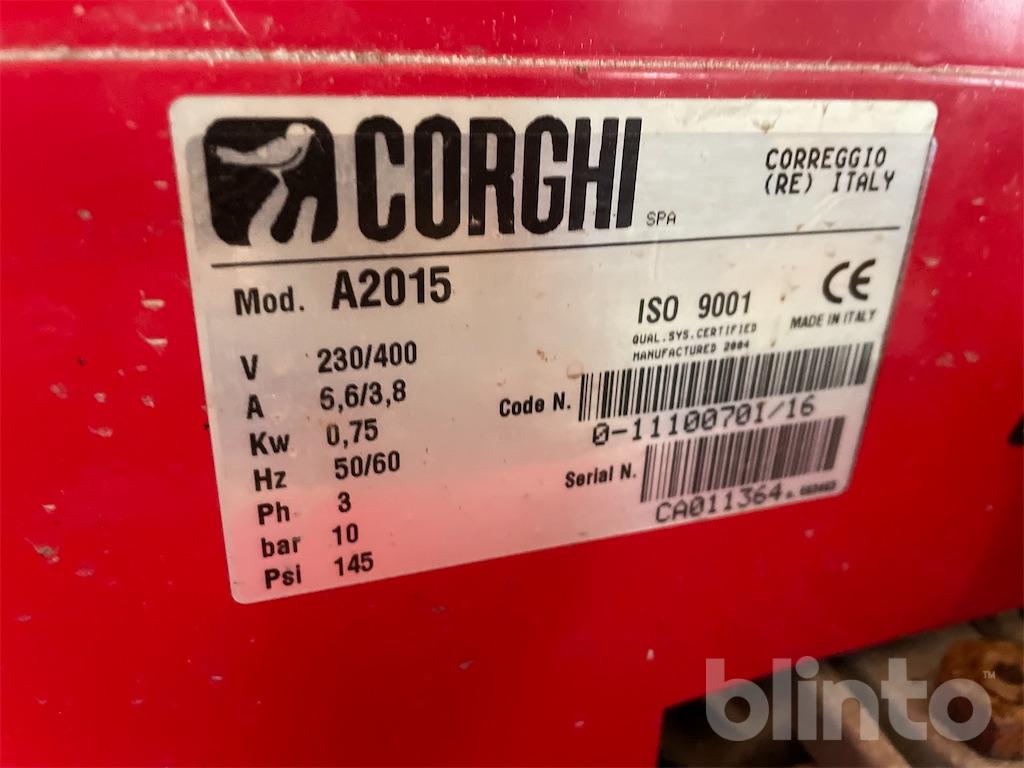 CORGHI SPA
CORREGGIO
(RE) ITALY
Mod. A2015
V 230/400
A 6,6/3,8
Kw 0,75
Hz 50/60
Ph 3
bar 10
Psi 145
ISO 9001
QUAL.SYS.CERTIFIED
MANUFACTURED 2004
CE
MADE IN ITALY
Code N.
0-11100701/16
Serial N.
CA011364.
blinto™